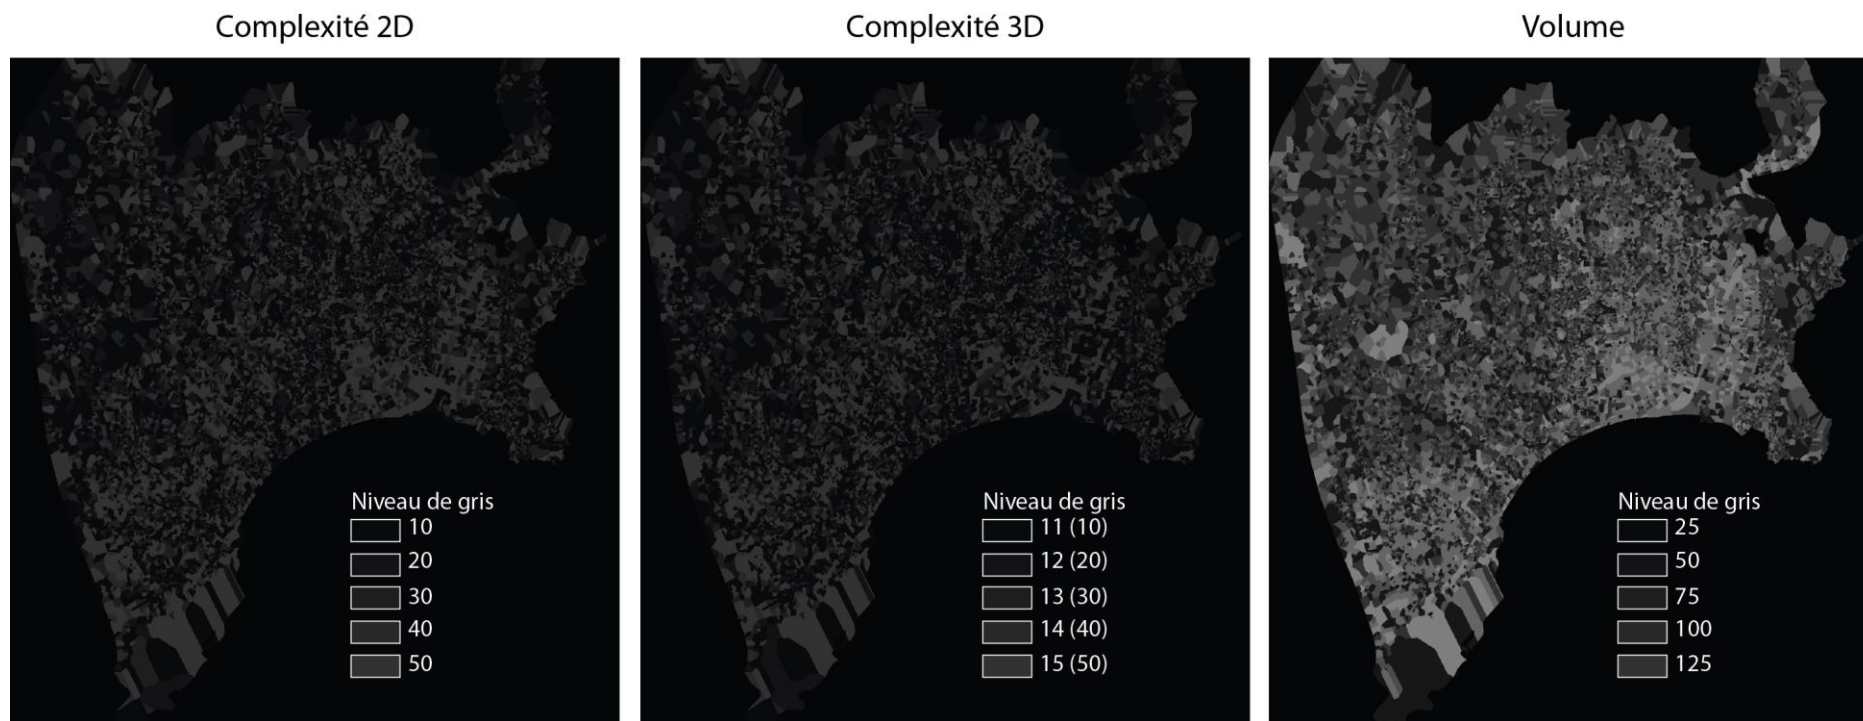 Complexité 2D
Complexité 3D
Volume
Niveau de gris
10
20
30
40
50
Niveau de gris
11 (10)
12 (20)
13 (30)
14 (40)
15 (50)
Niveau de gris
25
50
75
100
125